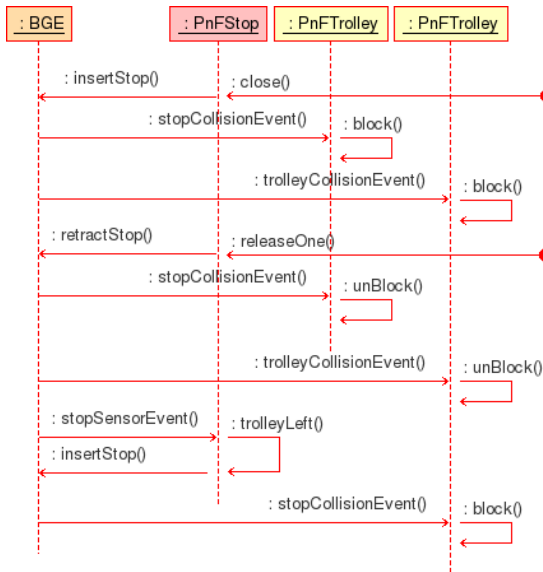 : BGE
: PnFStop
: PnFTrolley
: PnFTrolley
: insertStop()
: close()
: stopCollisionEvent()
: block()
: trolleyCollisionEvent()
: block()
: retractStop()
: releaseOne()
: stopCollisionEvent()
: unBlock()
: trolleyCollisionEvent()
: unBlock()
: stopSensorEvent()
: trolleyLeft()
: insertStop()
: stopCollisionEvent()
: block()